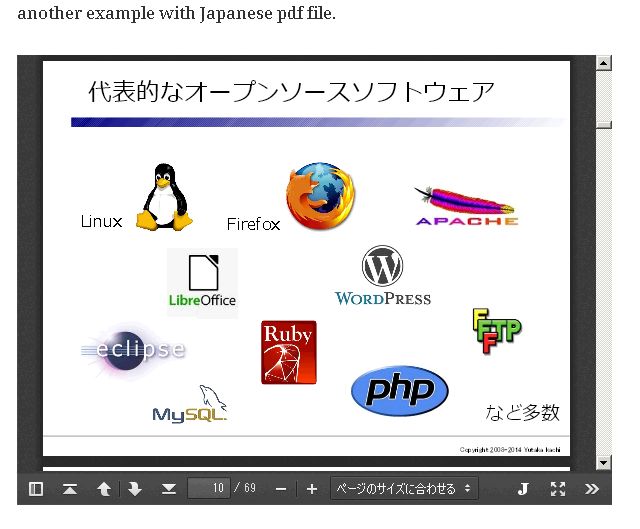 another example with Japanese pdf file.
代表的なオープンソースソフトウェア
Linux
Firefox
APACHE
LibreOffice
WORDPRESS
eclipse
Ruby
FFFTP
MySQL
php
など多数
Copyright 2008-2014 Yutaka kachi
10 / 69
ページのサイズに合わせる
J